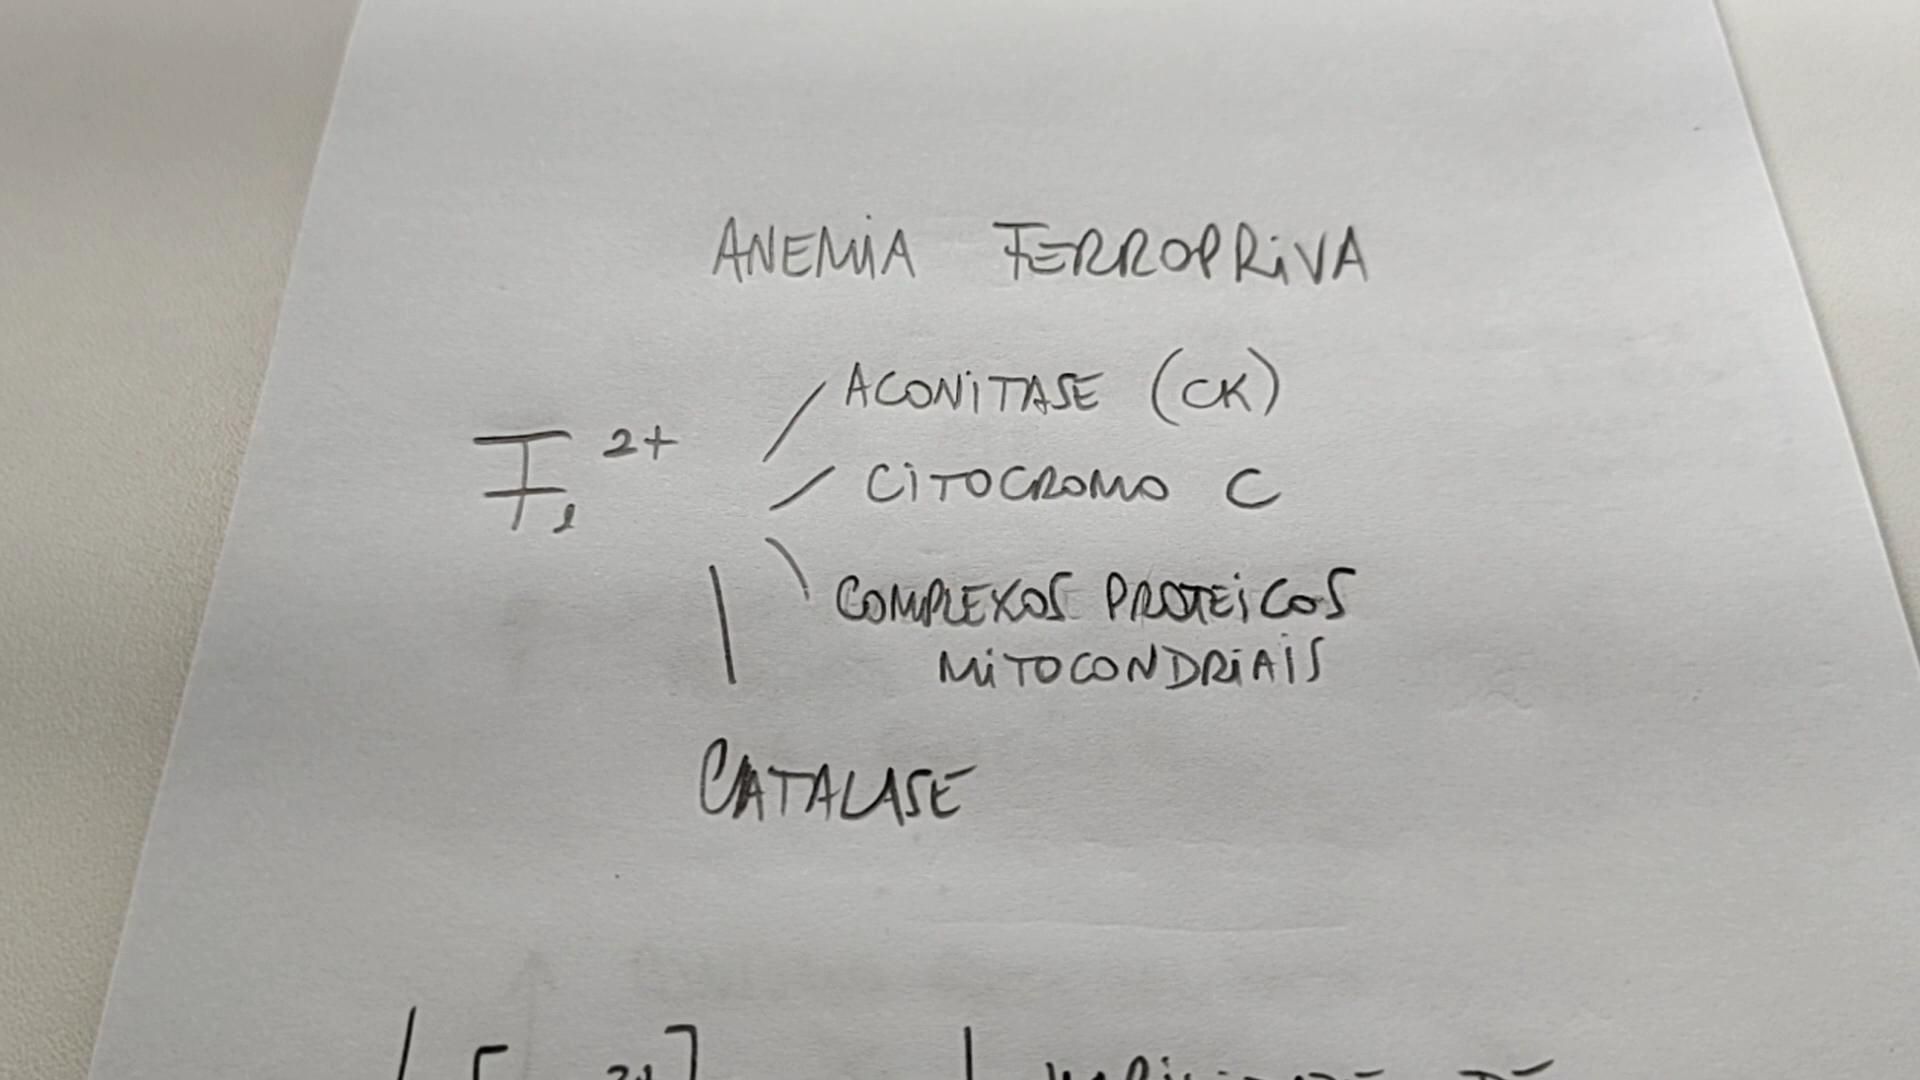 ANEMIA FERROPRIVA
ACONITASE (CK)
Fe 2+
CITOCROMO C
COMPLEXOS PROTEICOS
MITOCONDRIAIS
CATALASE